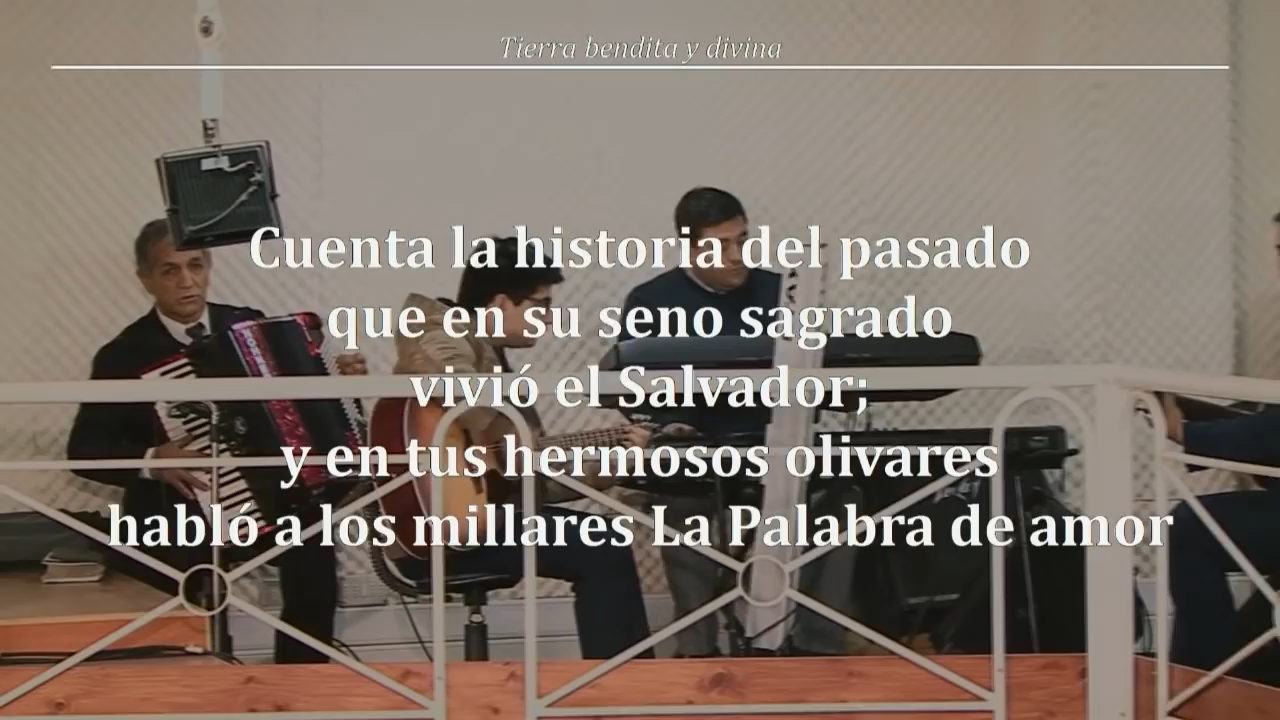 Tierra bendita y divina
Cuenta la historia del pasado
que en su seno sagrado
vivió el Salvador;
y en tus hermosos olivares
habló a los millares La Palabra de amor